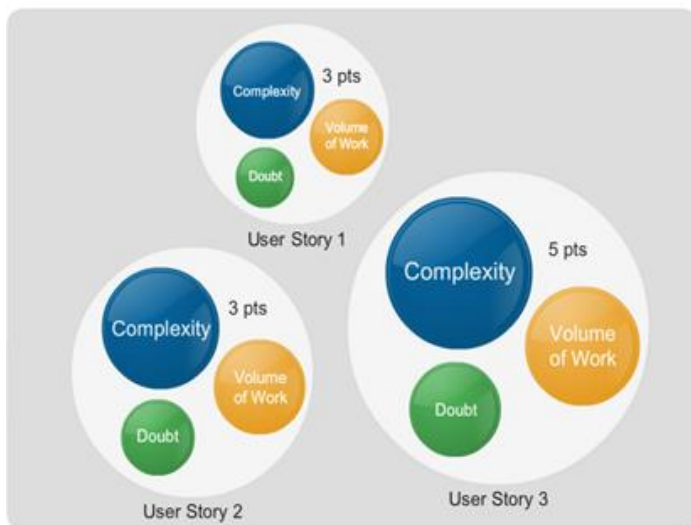 Complexity
3 pts
Volume
of Work
Doubt
User Story 1
Complexity
3 pts
Volume
of Work
Doubt
User Story 2
Complexity
5 pts
Volume
of Work
Doubt
User Story 3